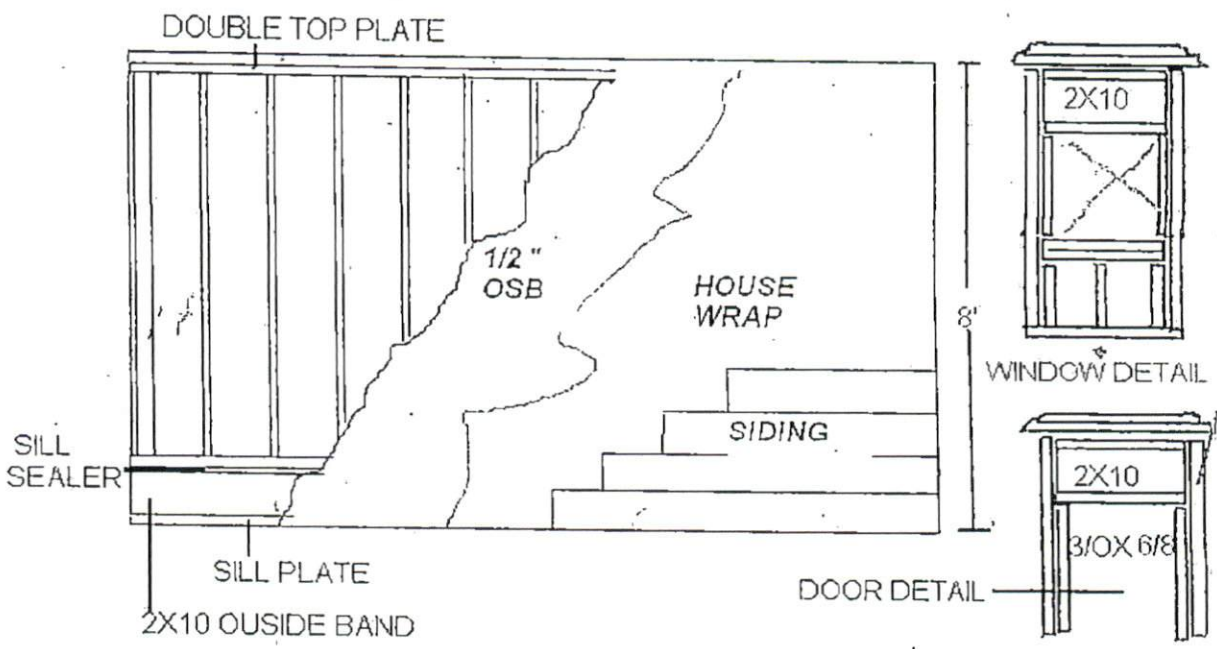 DOUBLE TOP PLATE
2X10
1/2 "
OSB
HOUSE
WRAP
8'
WINDOW DETAIL
SILL
SEALER
SIDING
2X10
3/OX 6/8
SILL PLATE
DOOR DETAIL
2X10 OUSIDE BAND